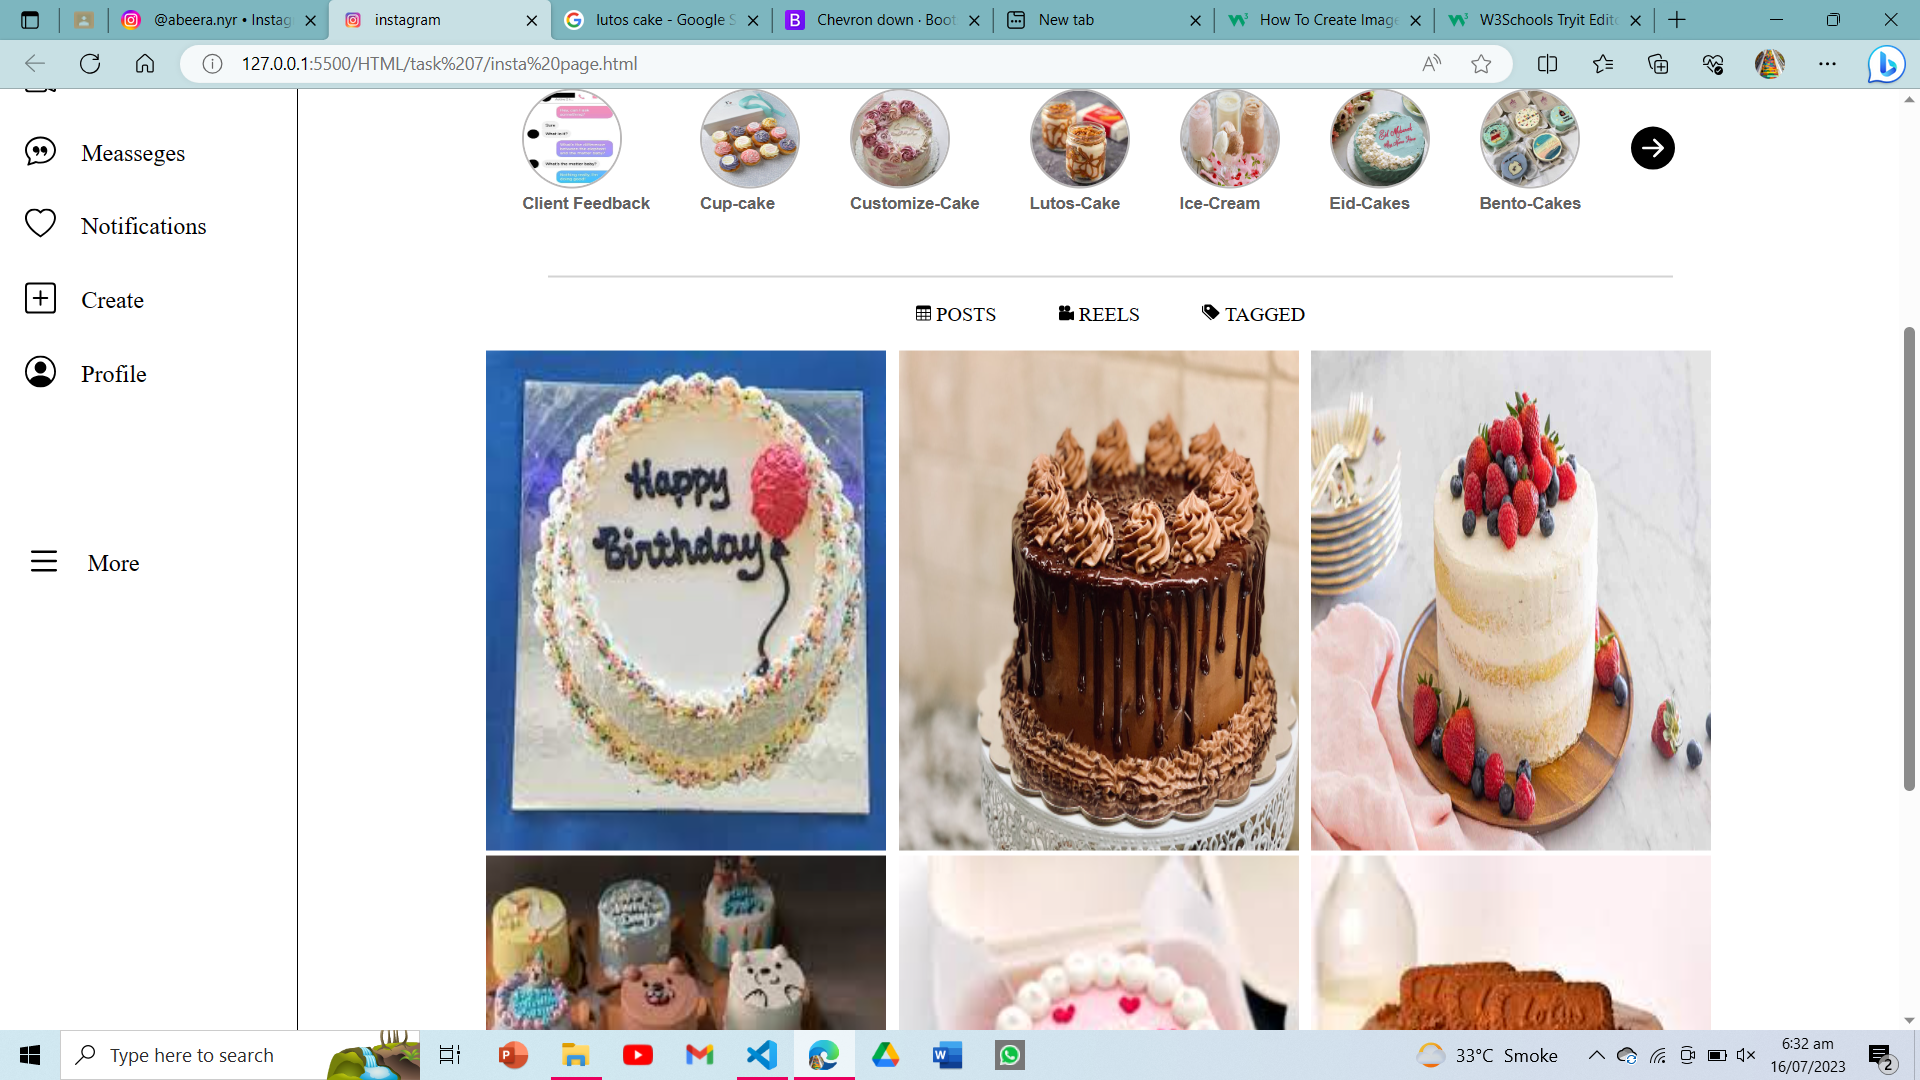 @abeera.nyr • Instag
instagram
lutos cake - Google S
Chevron down · Boot
New tab
How To Create Image
W3Schools Tryit Edito
127.0.0.1:5500/HTML/task%207/insta%20page.html
Measseges
Notifications
Create
Profile
More
Client Feedback
Cup-cake
Customize-Cake
Lutos-Cake
Ice-Cream
Eid-Cakes
Bento-Cakes
POSTS
REELS
TAGGED
Happy
Birthday
Type here to search
33°C Smoke
6:32 am
16/07/2023
2